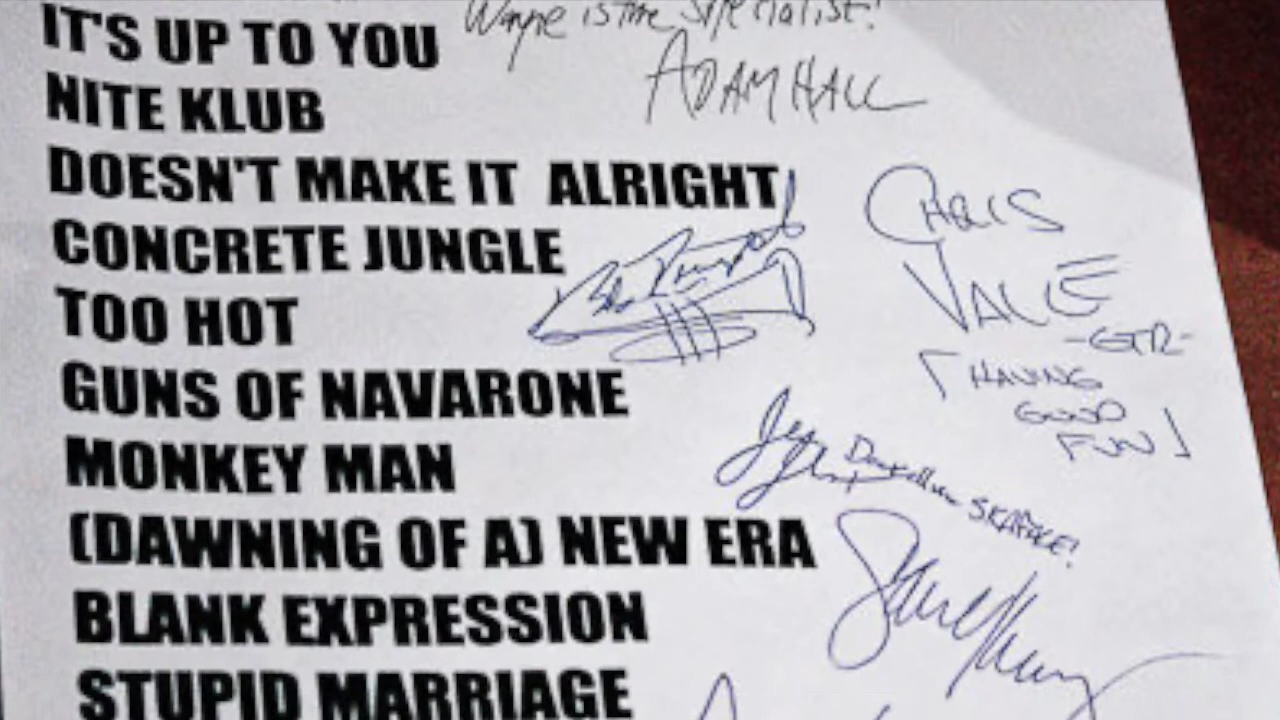 IT'S UP TO YOU
Wayne is the
ADAM HALL
NITE KLUB
DOESN'T MAKE IT ALRIGHT
CHRIS
VALE
-GTR-
CONCRETE JUNGLE
TOO HOT
HAVING
GOOD
FUN!
GUNS OF NAVARONE
MONKEY MAN
(DAWNING OF A) NEW ERA
BLANK EXPRESSION
STUPID MARRIAGE